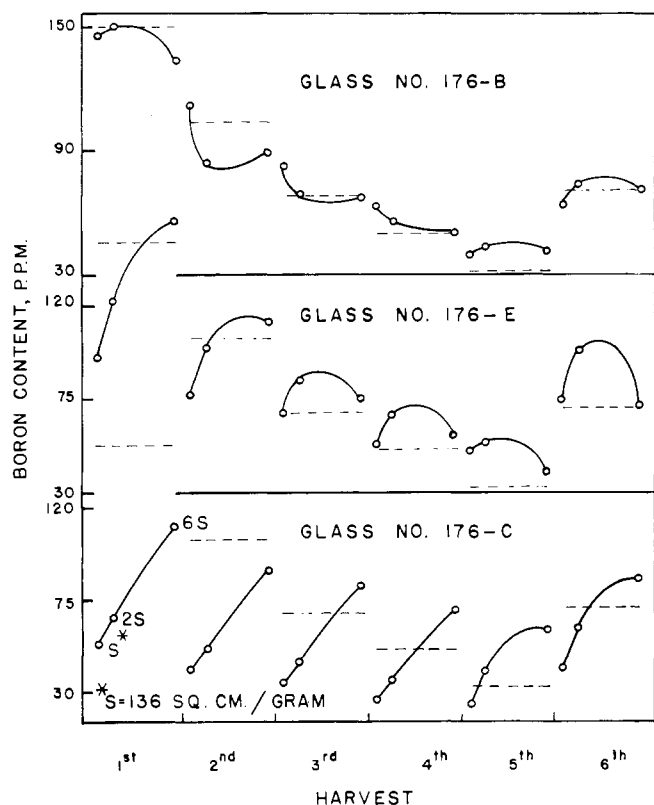 150
GLASS NO. 176-B
90
30
120
GLASS NO. 176-E
75
30
120
GLASS NO. 176-C
6S
75
2S
S*
30
*S=136 SQ. CM./GRAM
1st 2nd 3rd 4th 5th 6th
HARVEST
BORON CONTENT, P.P.M.